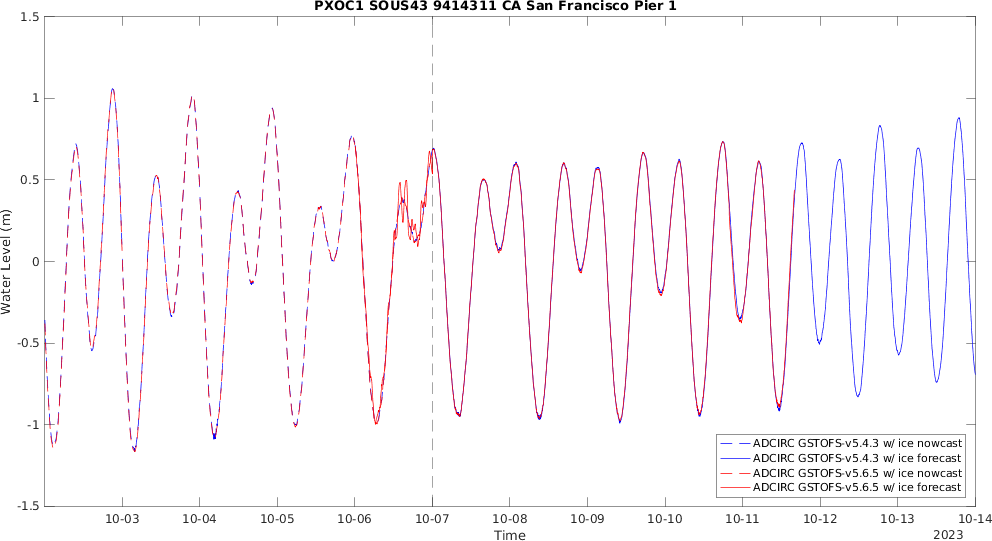 PXOC1 SOUS43 9414311 CA San Francisco Pier 1
1.5
1
0.5
0
-0.5
-1
-1.5
Water Level (m)
10-03 10-04 10-05 10-06 10-07 10-08 10-09 10-10 10-11 10-12 10-13 10-14
Time
2023
ADCIRC GSTOFS-v5.4.3 w/ ice nowcast
ADCIRC GSTOFS-v5.4.3 w/ ice forecast
ADCIRC GSTOFS-v5.6.5 w/ ice nowcast
ADCIRC GSTOFS-v5.6.5 w/ ice forecast